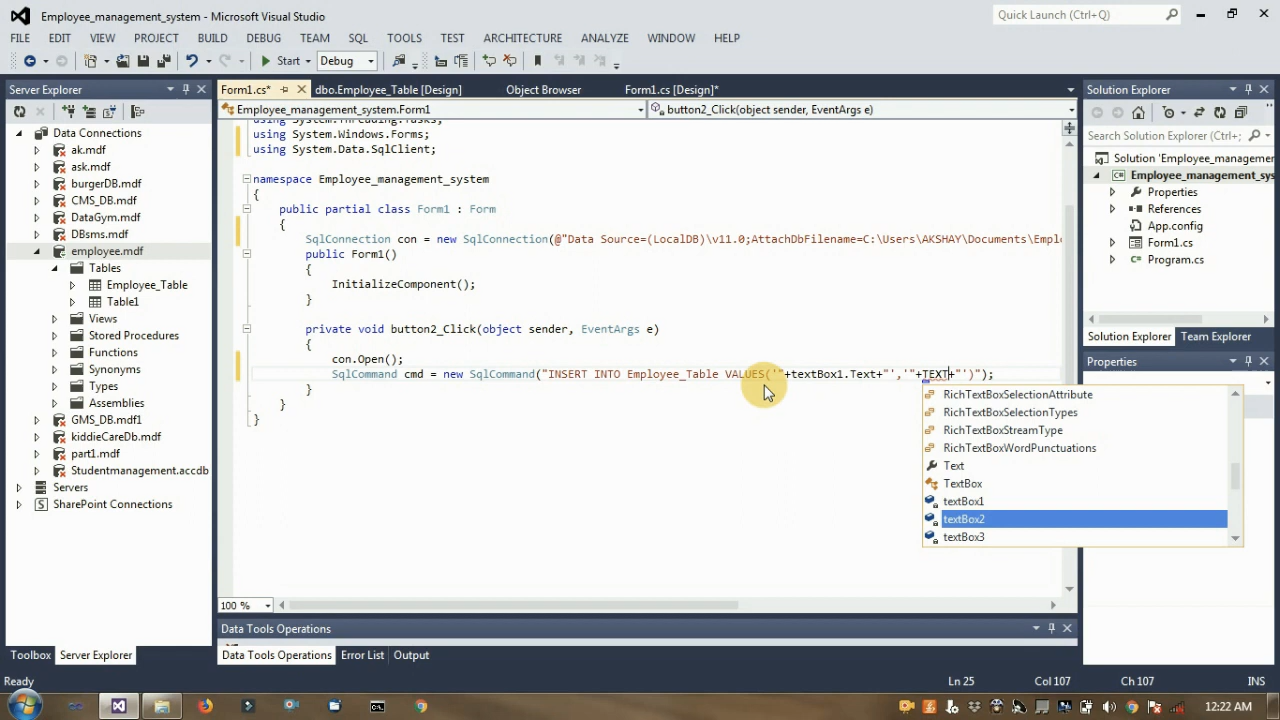 Employee_management_system - Microsoft Visual Studio
Quick Launch (Ctrl+Q)
FILE EDIT VIEW PROJECT BUILD DEBUG TEAM SQL TOOLS TEST ARCHITECTURE ANALYZE WINDOW HELP
Start Debug
Server Explorer
Data Connections
ak.mdf
ask.mdf
burgerDB.mdf
CMS_DB.mdf
DataGym.mdf
DBsms.mdf
employee.mdf
Tables
Employee_Table
Table1
Views
Stored Procedures
Functions
Synonyms
Types
Assemblies
GMS_DB.mdf1
kiddieCareDb.mdf
part1.mdf
Studentmanagement.accdb
Servers
SharePoint Connections
Toolbox Server Explorer
Form1.cs* dbo.Employee_Table [Design] Object Browser Form1.cs [Design]*
Employee_management_system.Form1 button2_Click(object sender, EventArgs e)
using System.Threading.Tasks;
using System.Windows.Forms;
using System.Data.SqlClient;
namespace Employee_management_system
{
public partial class Form1 : Form
{
SqlConnection con = new SqlConnection(@"Data Source=(LocalDB)\v11.0;AttachDbFilename=C:\Users\AKSHAY\Documents\Empl
public Form1()
{
InitializeComponent();
}
private void button2_Click(object sender, EventArgs e)
{
con.Open();
SqlCommand cmd = new SqlCommand("INSERT INTO Employee_Table VALUES('"+textBox1.Text+"','"+TEXT+"')");
}
}
}
RichTextBoxSelectionAttribute
RichTextBoxSelectionTypes
RichTextBoxStreamType
RichTextBoxWordPunctuations
Text
TextBox
textBox1
textBox2
textBox3
100 %
Data Tools Operations
Data Tools Operations Error List Output
Solution Explorer
Search Solution Explorer (Ctrl+;
Solution 'Employee_managemer
Employee_management_sys
Properties
References
App.config
Form1.cs
Program.cs
Solution Explorer Team Explorer
Properties
Ready Ln 25 Col 107 Ch 107 INS
12:22 AM